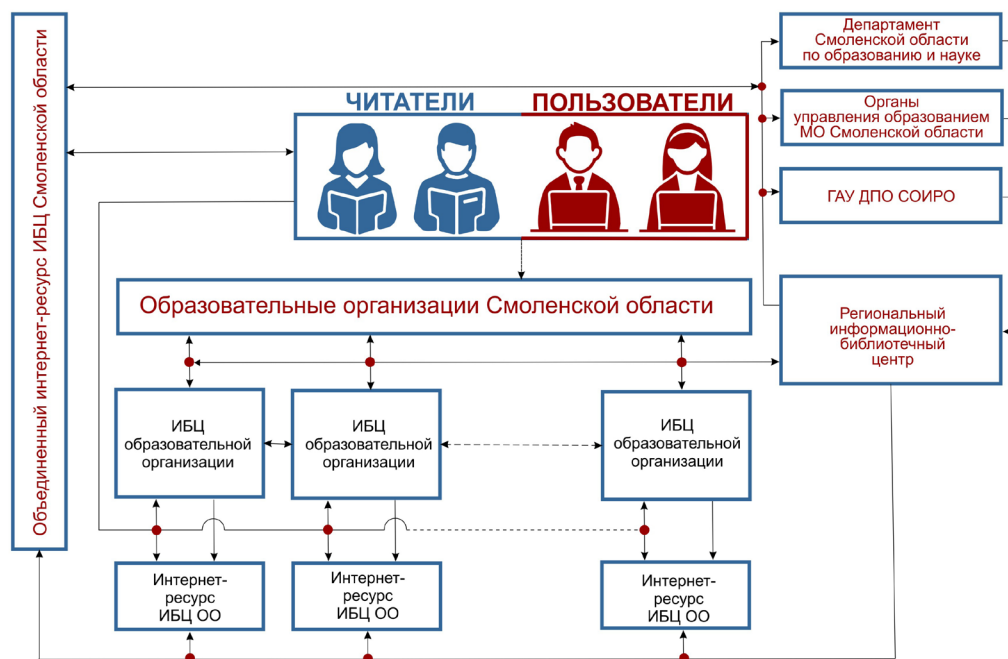 Объединенный интернет-ресурс ИБЦ Смоленской области
ЧИТАТЕЛИ
ПОЛЬЗОВАТЕЛИ
Департамент
Смоленской области
по образованию и науке
Органы
управления образованием
МО Смоленской области
ГАУ ДПО СОИРО
Образовательные организации Смоленской области
Региональный
информационно-
библиотечный
центр
ИБЦ
образовательной
организации
ИБЦ
образовательной
организации
ИБЦ
образовательной
организации
Интернет-
ресурс
ИБЦ ОО
Интернет-
ресурс
ИБЦ ОО
Интернет-
ресурс
ИБЦ ОО